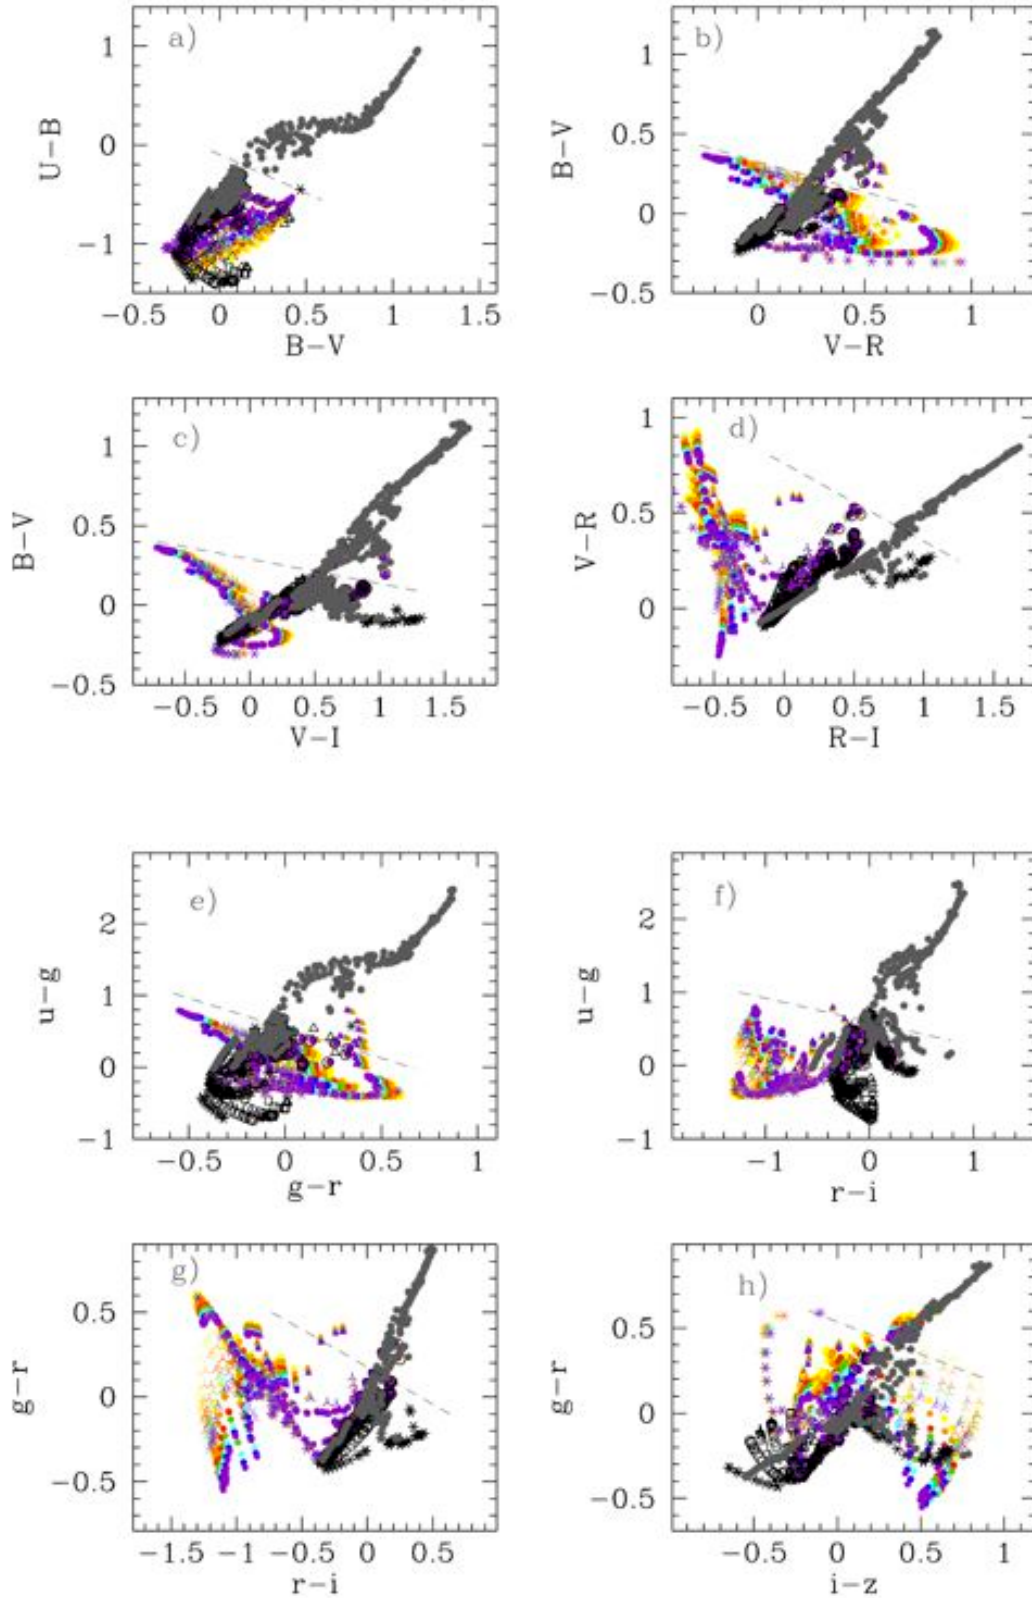 a)
U−B
1
0
−1
−0.5 0 0.5 1 1.5
B−V
b)
B−V
1
0.5
0
−0.5
0 0.5 1
V−R
c)
B−V
1
0.5
0
−0.5
−0.5 0 0.5 1 1.5
V−I
d)
V−R
1
0.5
0
−0.5 0 0.5 1 1.5
R−I
e)
u−g
2
1
0
−1
−0.5 0 0.5 1
g−r
f)
u−g
2
1
0
−1
−1 0 1
r−i
g)
g−r
0.5
0
−0.5
−1.5 −1 −0.5 0 0.5
r−i
h)
g−r
0.5
0
−0.5
−0.5 0 0.5 1
i−z